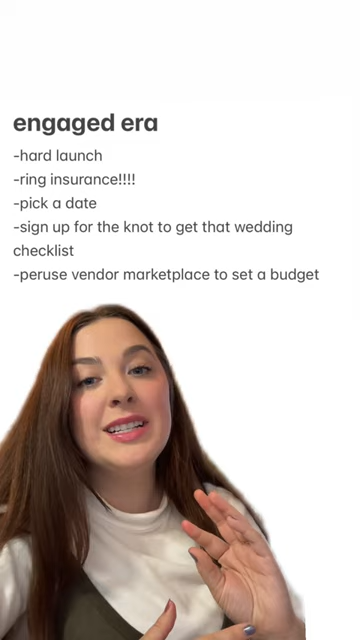 engaged era
-hard launch
-ring insurance!!!!
-pick a date
-sign up for the knot to get that wedding
checklist
-peruse vendor marketplace to set a budget